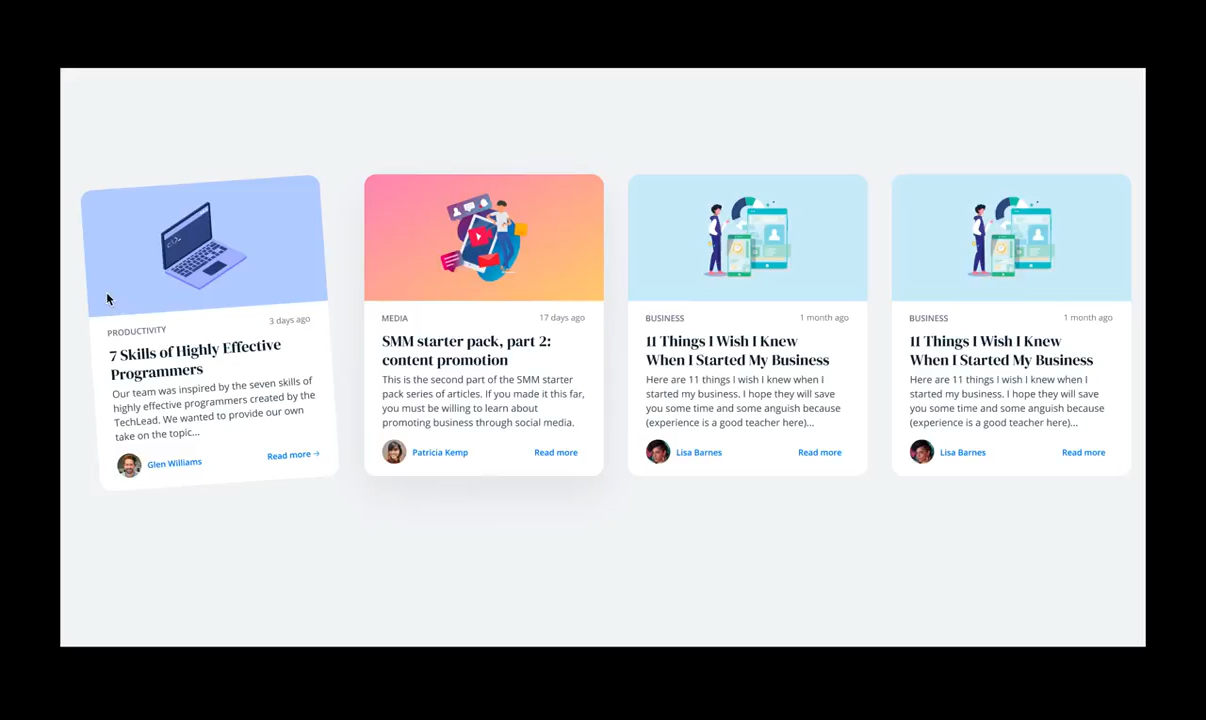 C:\>_
PRODUCTIVITY
3 days ago
7 Skills of Highly Effective
Programmers
Our team was inspired by the seven skills of
highly effective programmers created by the
TechLead. We wanted to provide our own
take on the topic...
Glen Williams
Read more →
MEDIA
17 days ago
SMM starter pack, part 2:
content promotion
This is the second part of the SMM starter
pack series of articles. If you made it this far,
you must be willing to learn about
promoting business through social media.
Patricia Kemp
Read more
BUSINESS
1 month ago
11 Things I Wish I Knew
When I Started My Business
Here are 11 things I wish I knew when I
started my business. I hope they will save
you some time and some anguish because
(experience is a good teacher here)...
Lisa Barnes
Read more
BUSINESS
1 month ago
11 Things I Wish I Knew
When I Started My Business
Here are 11 things I wish I knew when I
started my business. I hope they will save
you some time and some anguish because
(experience is a good teacher here)...
Lisa Barnes
Read more